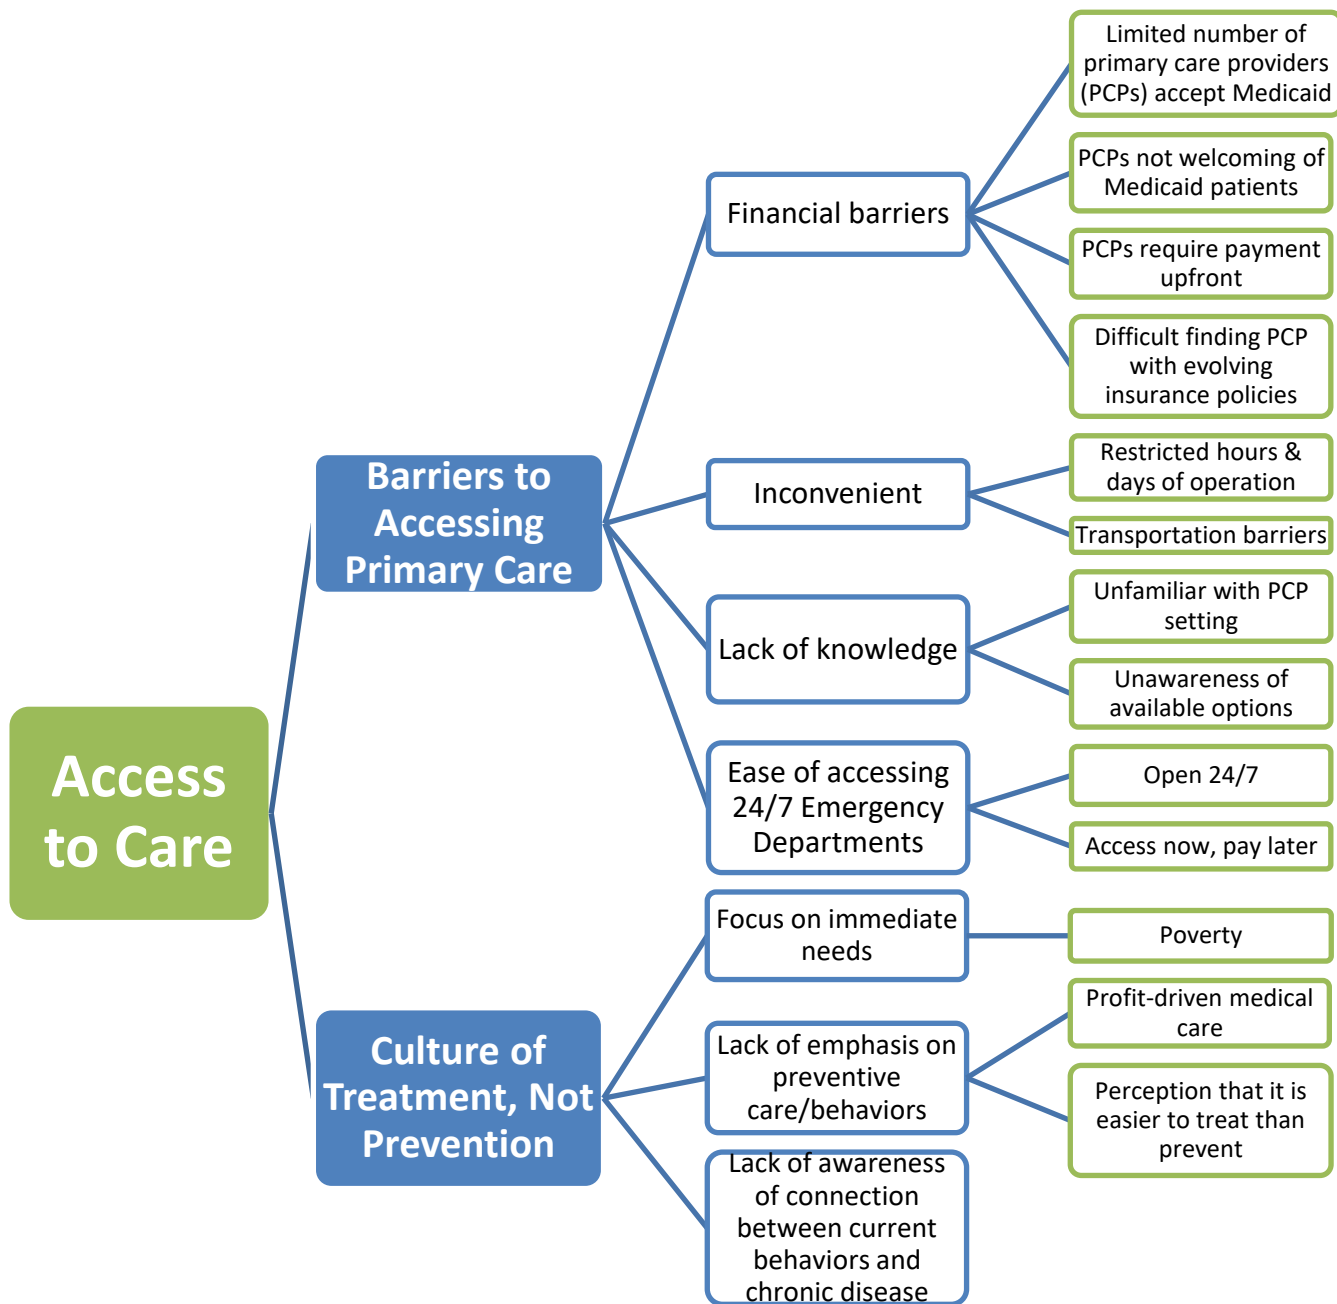 Access
to Care
Barriers to
Accessing
Primary Care
Financial barriers
Limited number of
primary care providers
(PCPs) accept Medicaid
PCPs not welcoming of
Medicaid patients
PCPs require payment
upfront
Difficult finding PCP
with evolving
insurance policies
Inconvenient
Restricted hours &
days of operation
Transportation barriers
Lack of knowledge
Unfamiliar with PCP
setting
Unawareness of
available options
Ease of accessing
24/7 Emergency
Departments
Open 24/7
Access now, pay later
Culture of
Treatment, Not
Prevention
Focus on immediate
needs
Poverty
Lack of emphasis on
preventive
care/behaviors
Profit-driven medical
care
Perception that it is
easier to treat than
prevent
Lack of awareness
of connection
between current
behaviors and
chronic disease